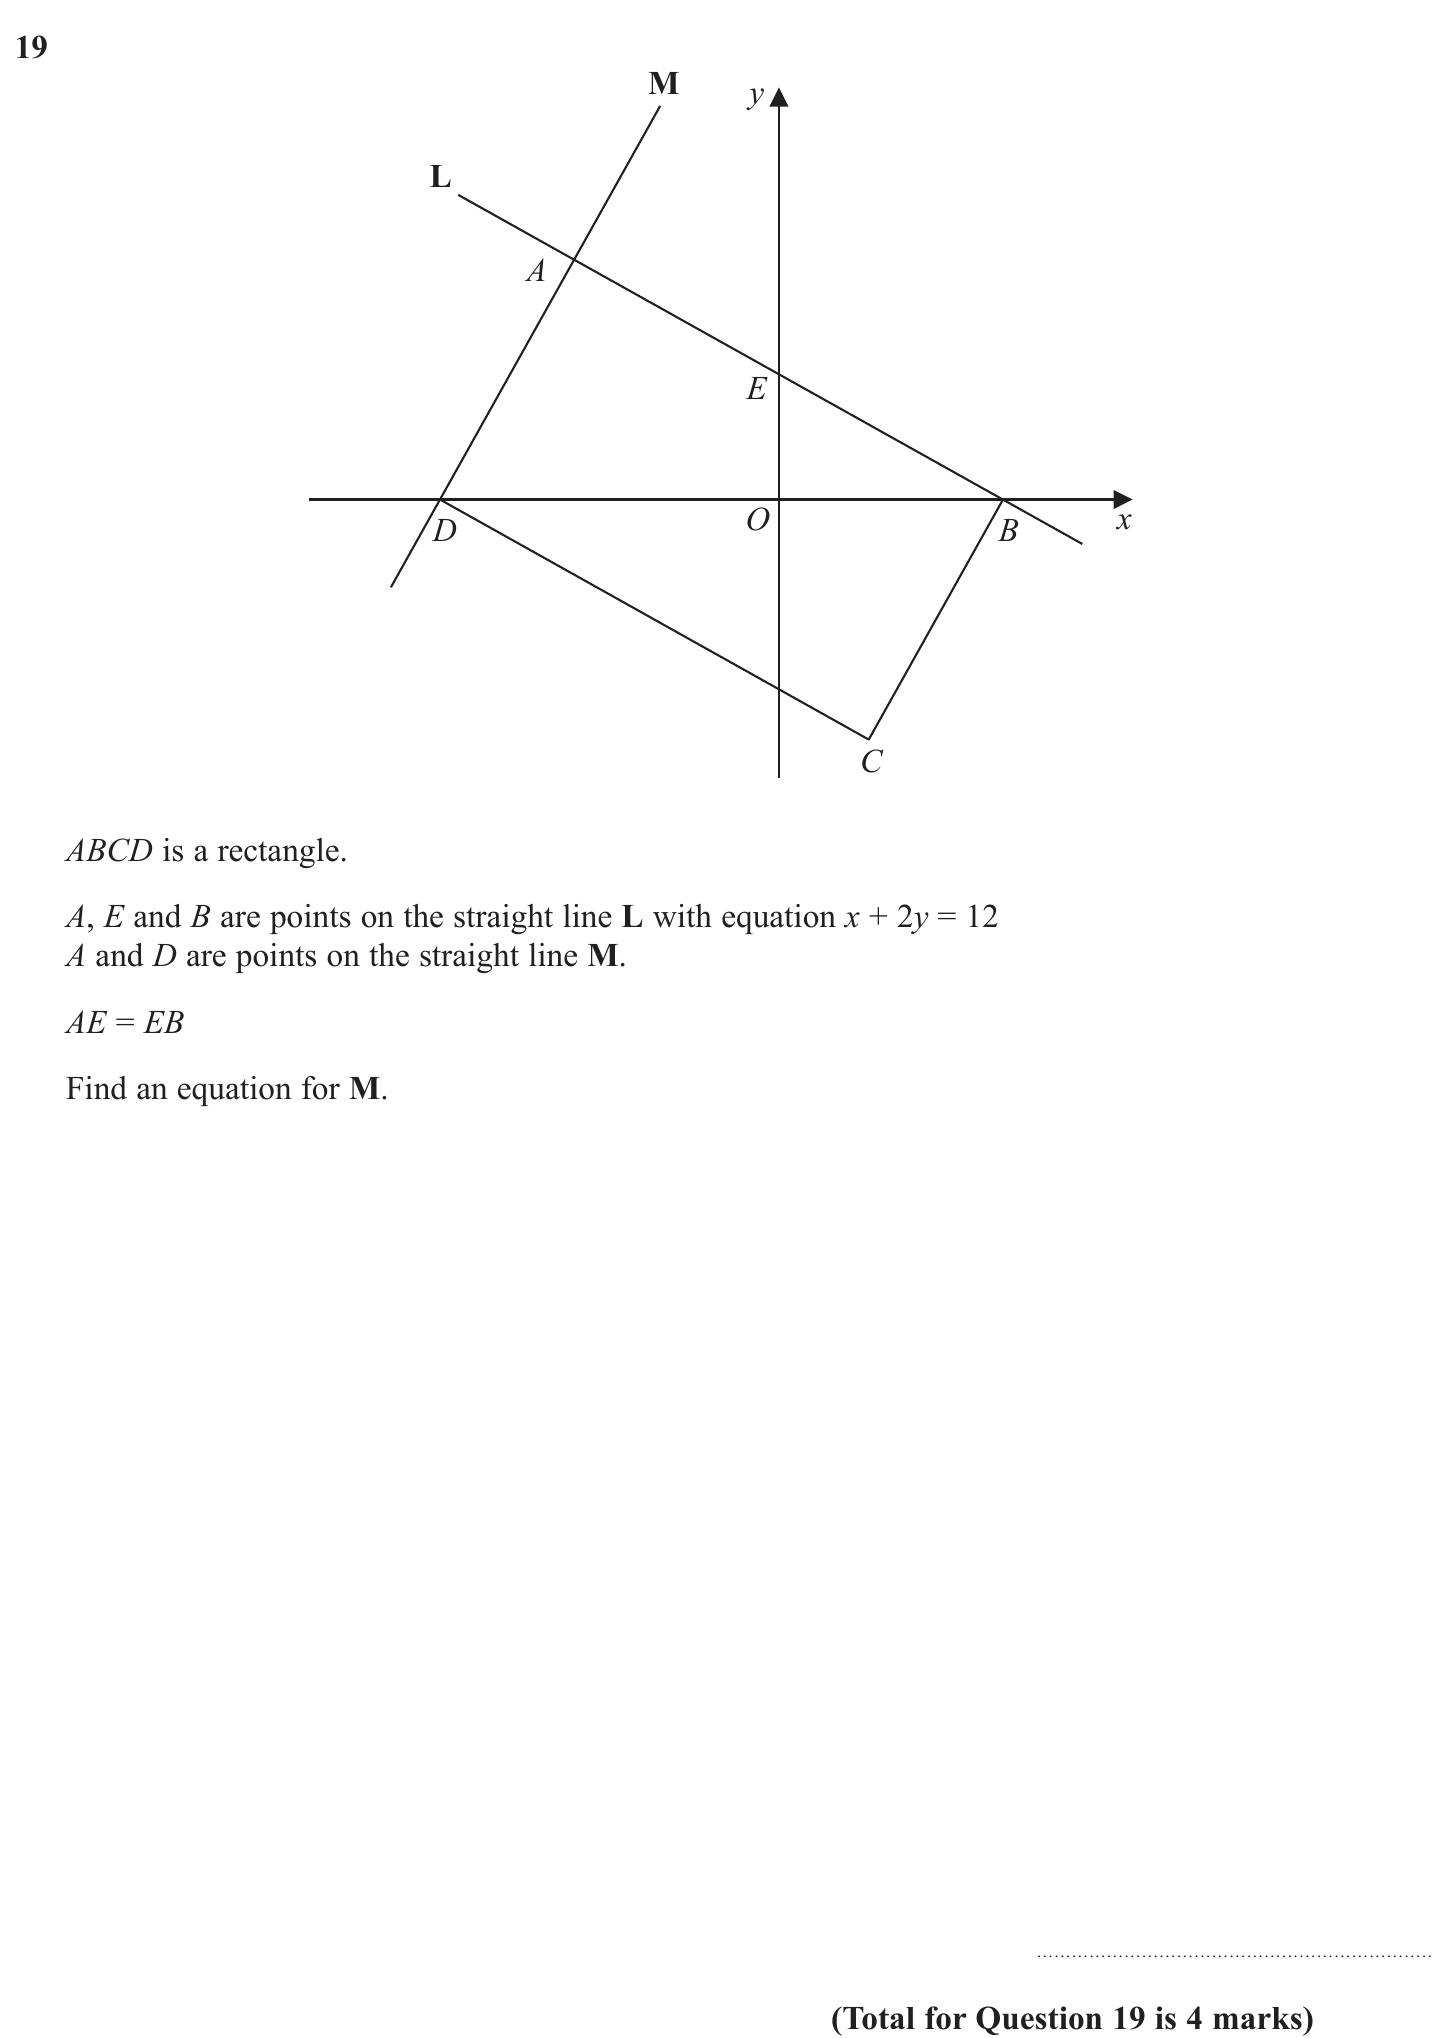 19
M
y
L
A
E
O
D
B
x
C
ABCD is a rectangle.
A, E and B are points on the straight line L with equation x + 2y = 12
A and D are points on the straight line M.
AE = EB
Find an equation for M.
(Total for Question 19 is 4 marks)